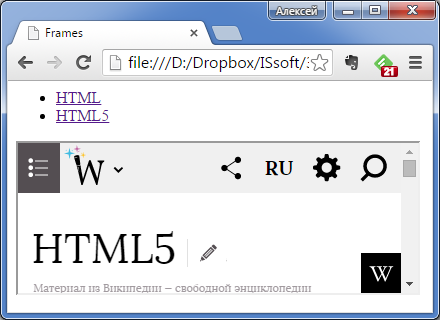 Алексей
Frames
file:///D:/Dropbox/ISsoft/
21
HTML
HTML5
W
RU
HTML5
W
Материал из Википедии – свободной энциклопедии